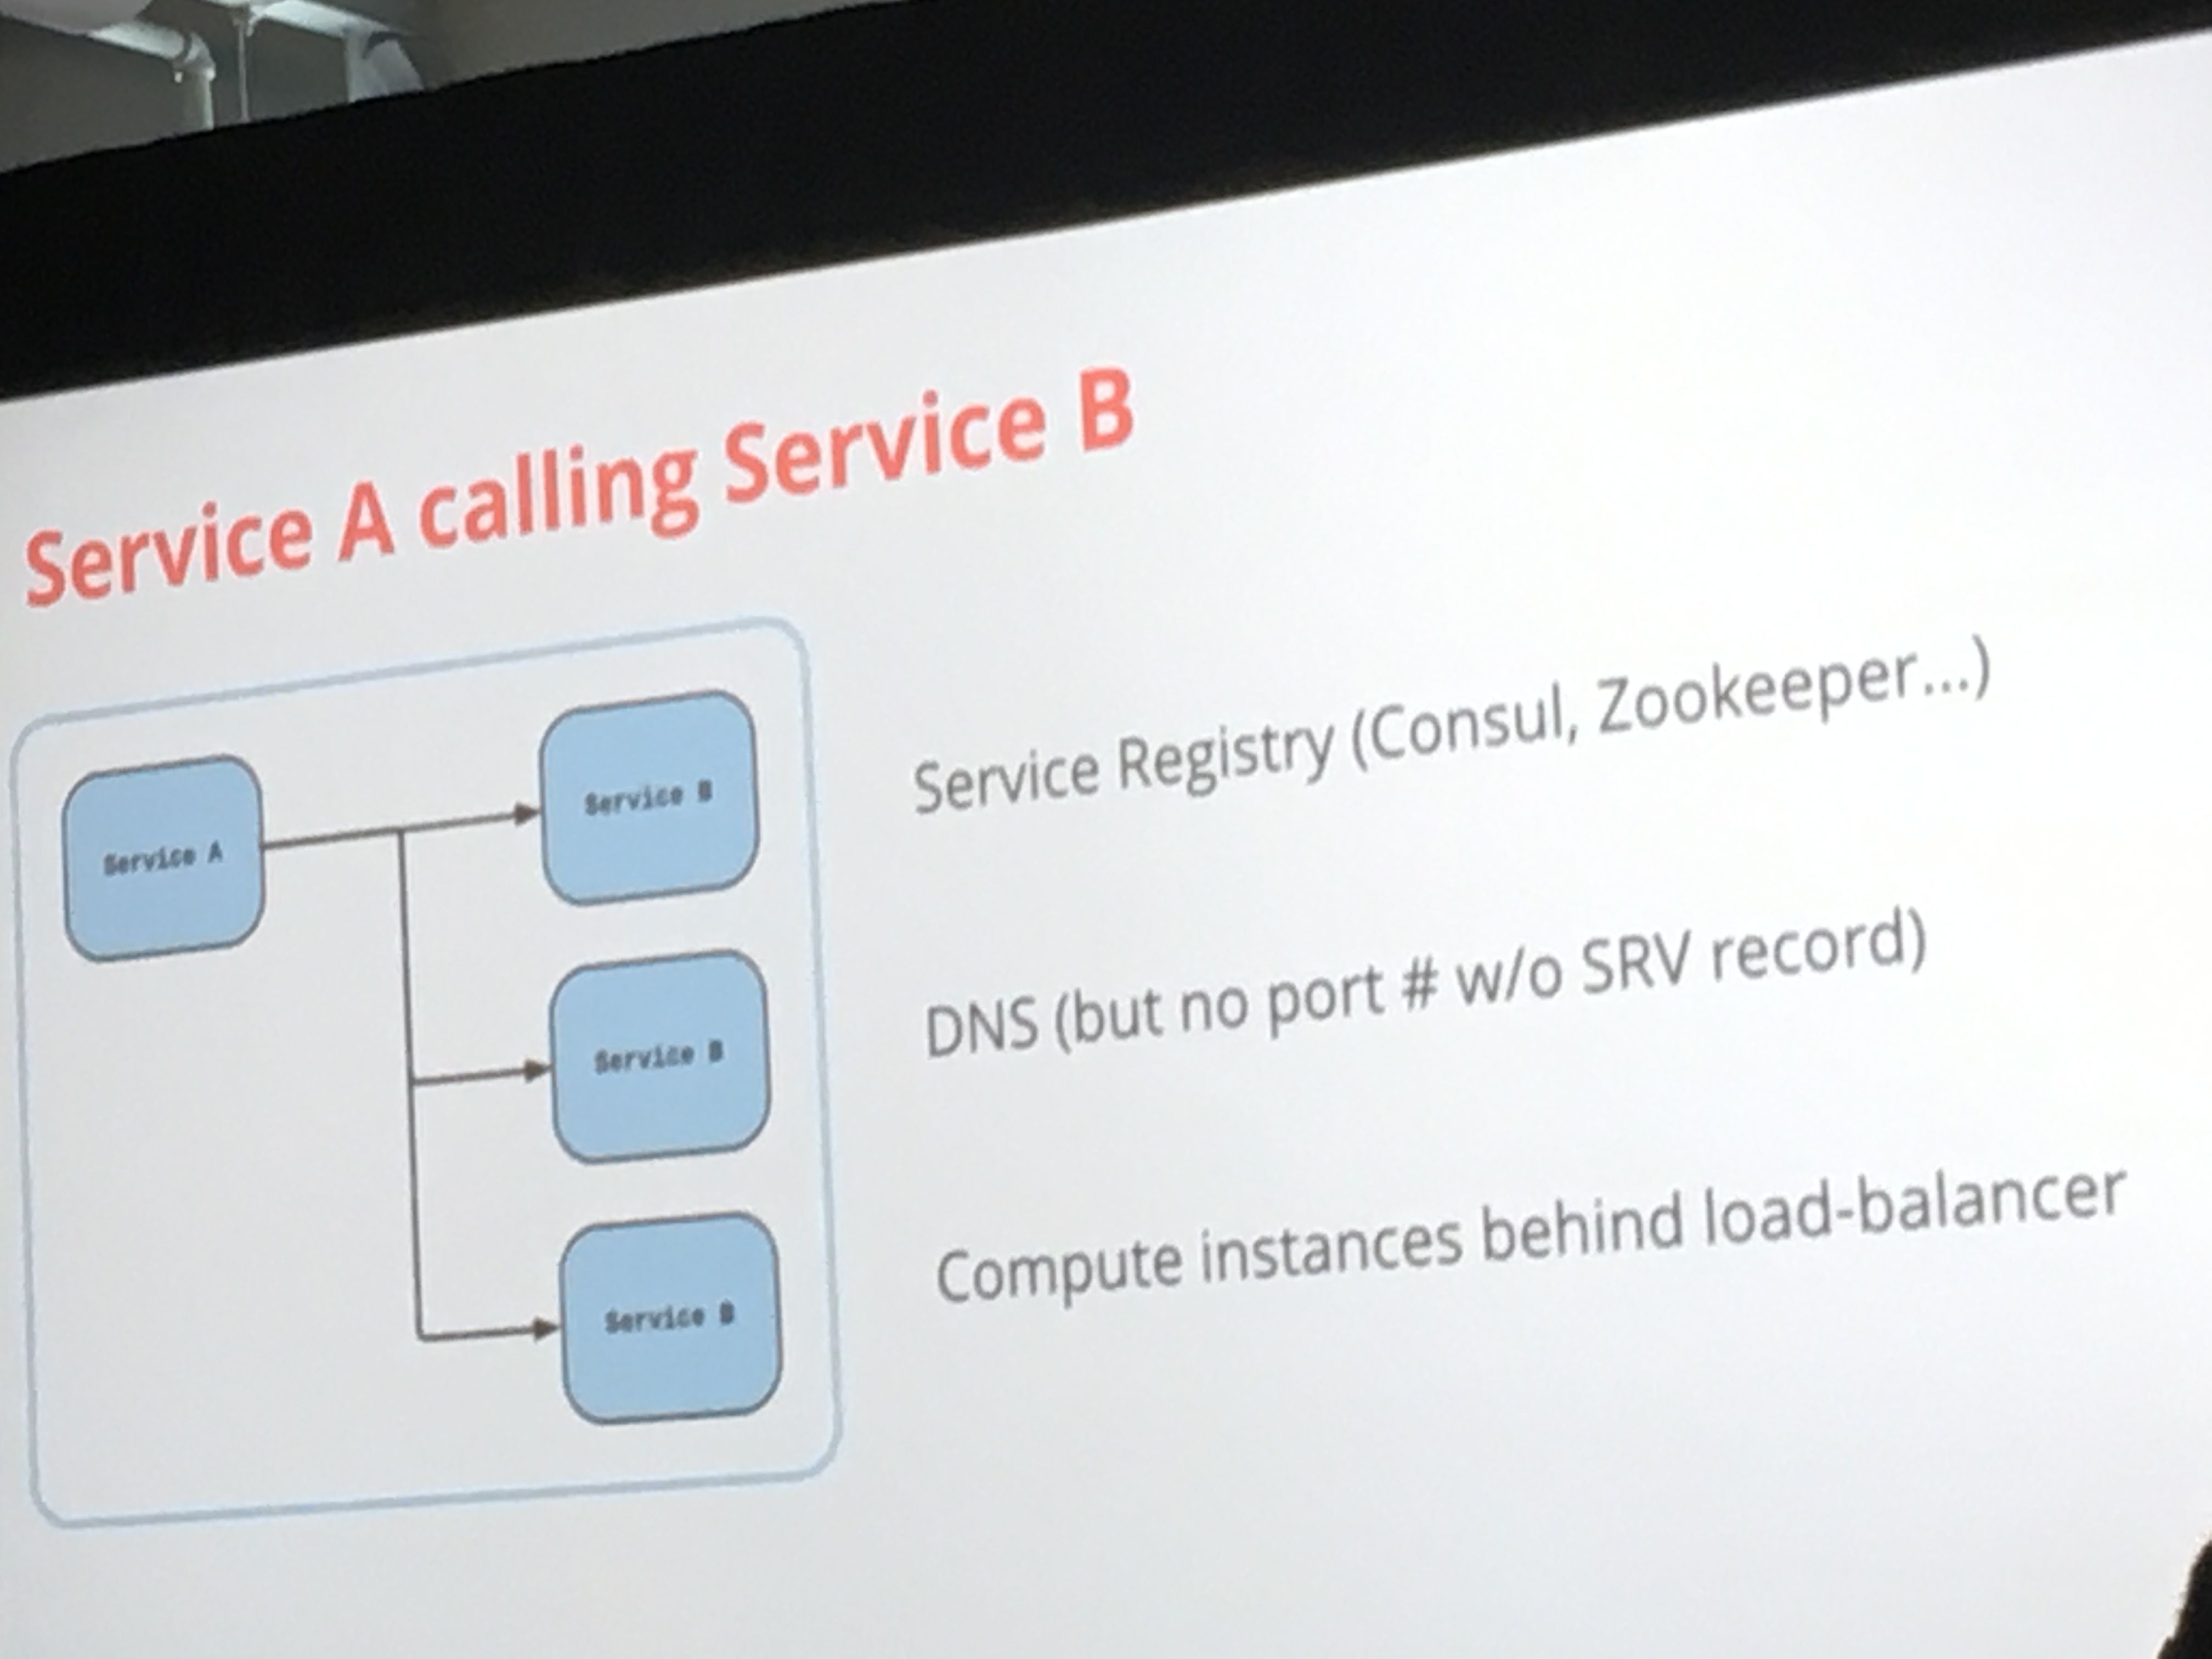 Service A calling Service B
Service A
Service B
Service B
Service B
Service Registry (Consul, Zookeeper...)
DNS (but no port # w/o SRV record)
Compute instances behind load-balancer